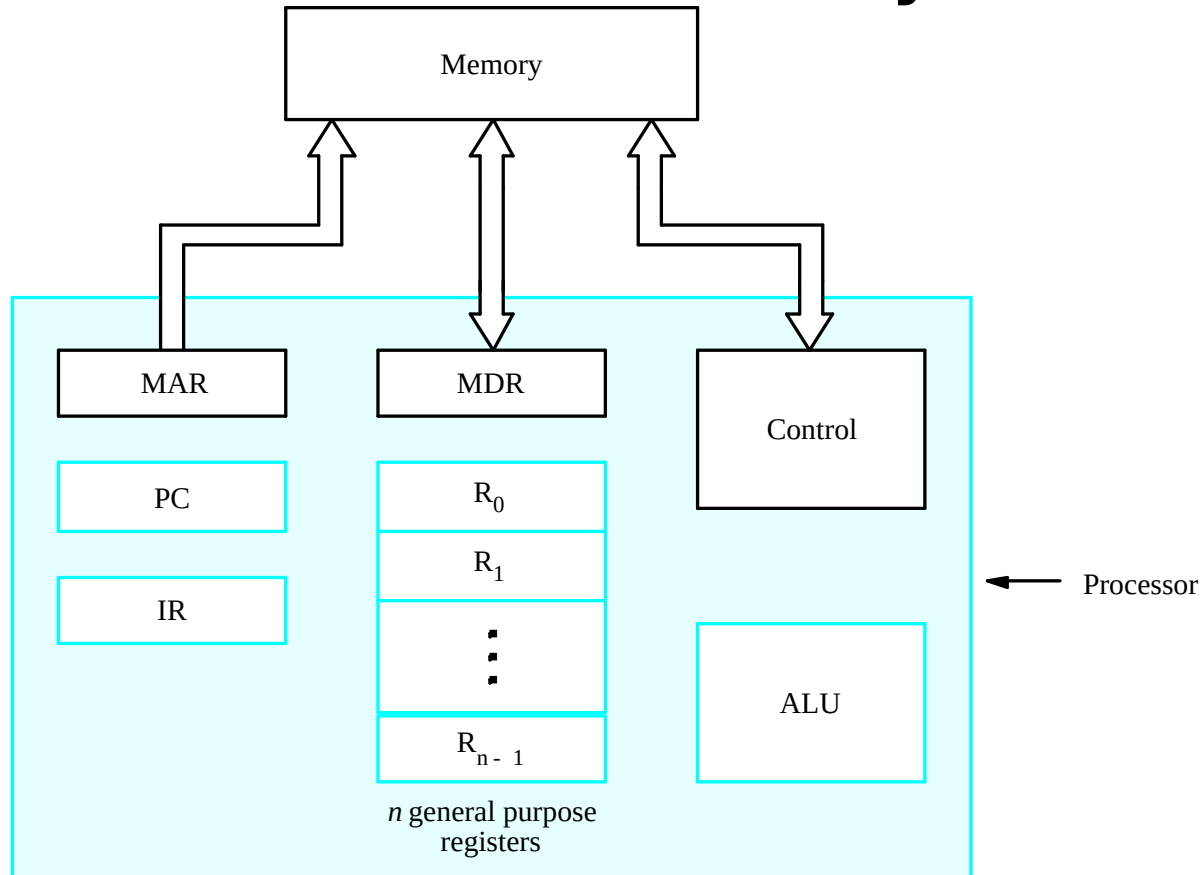 Memory
MAR
MDR
Control
PC
R0
R1
IR
Processor
ALU
Rn- 1
n general purpose
registers